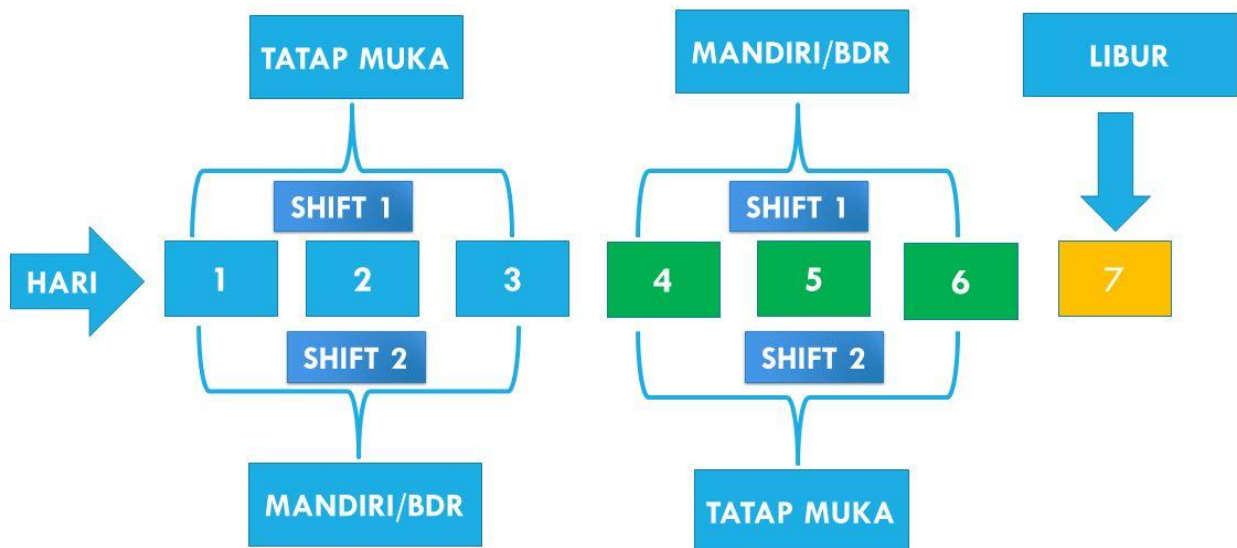 TATAP MUKA
MANDIRI/BDR
LIBUR
SHIFT 1
SHIFT 1
HARI
1
2
3
4
5
6
7
SHIFT 2
SHIFT 2
MANDIRI/BDR
TATAP MUKA